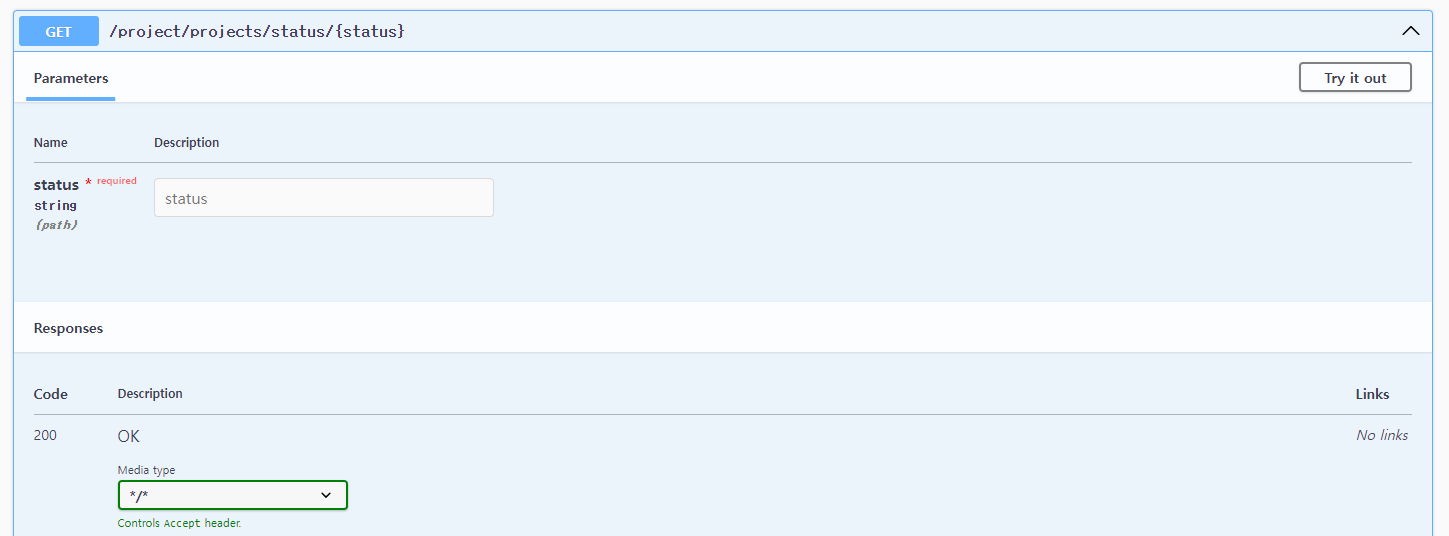 GET /project/projects/status/{status}
Parameters Try it out
Name Description
status * required status
string
(path)
Responses
Code Description Links
200 OK No links
Media type
*/*
Controls Accept header.